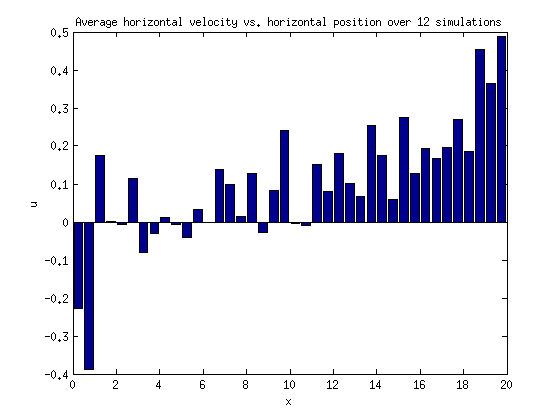 Average horizontal velocity vs. horizontal position over 12 simulations
0.5
0.4
0.3
0.2
0.1
0
-0.1
-0.2
-0.3
-0.4
u
0 2 4 6 8 10 12 14 16 18 20
x